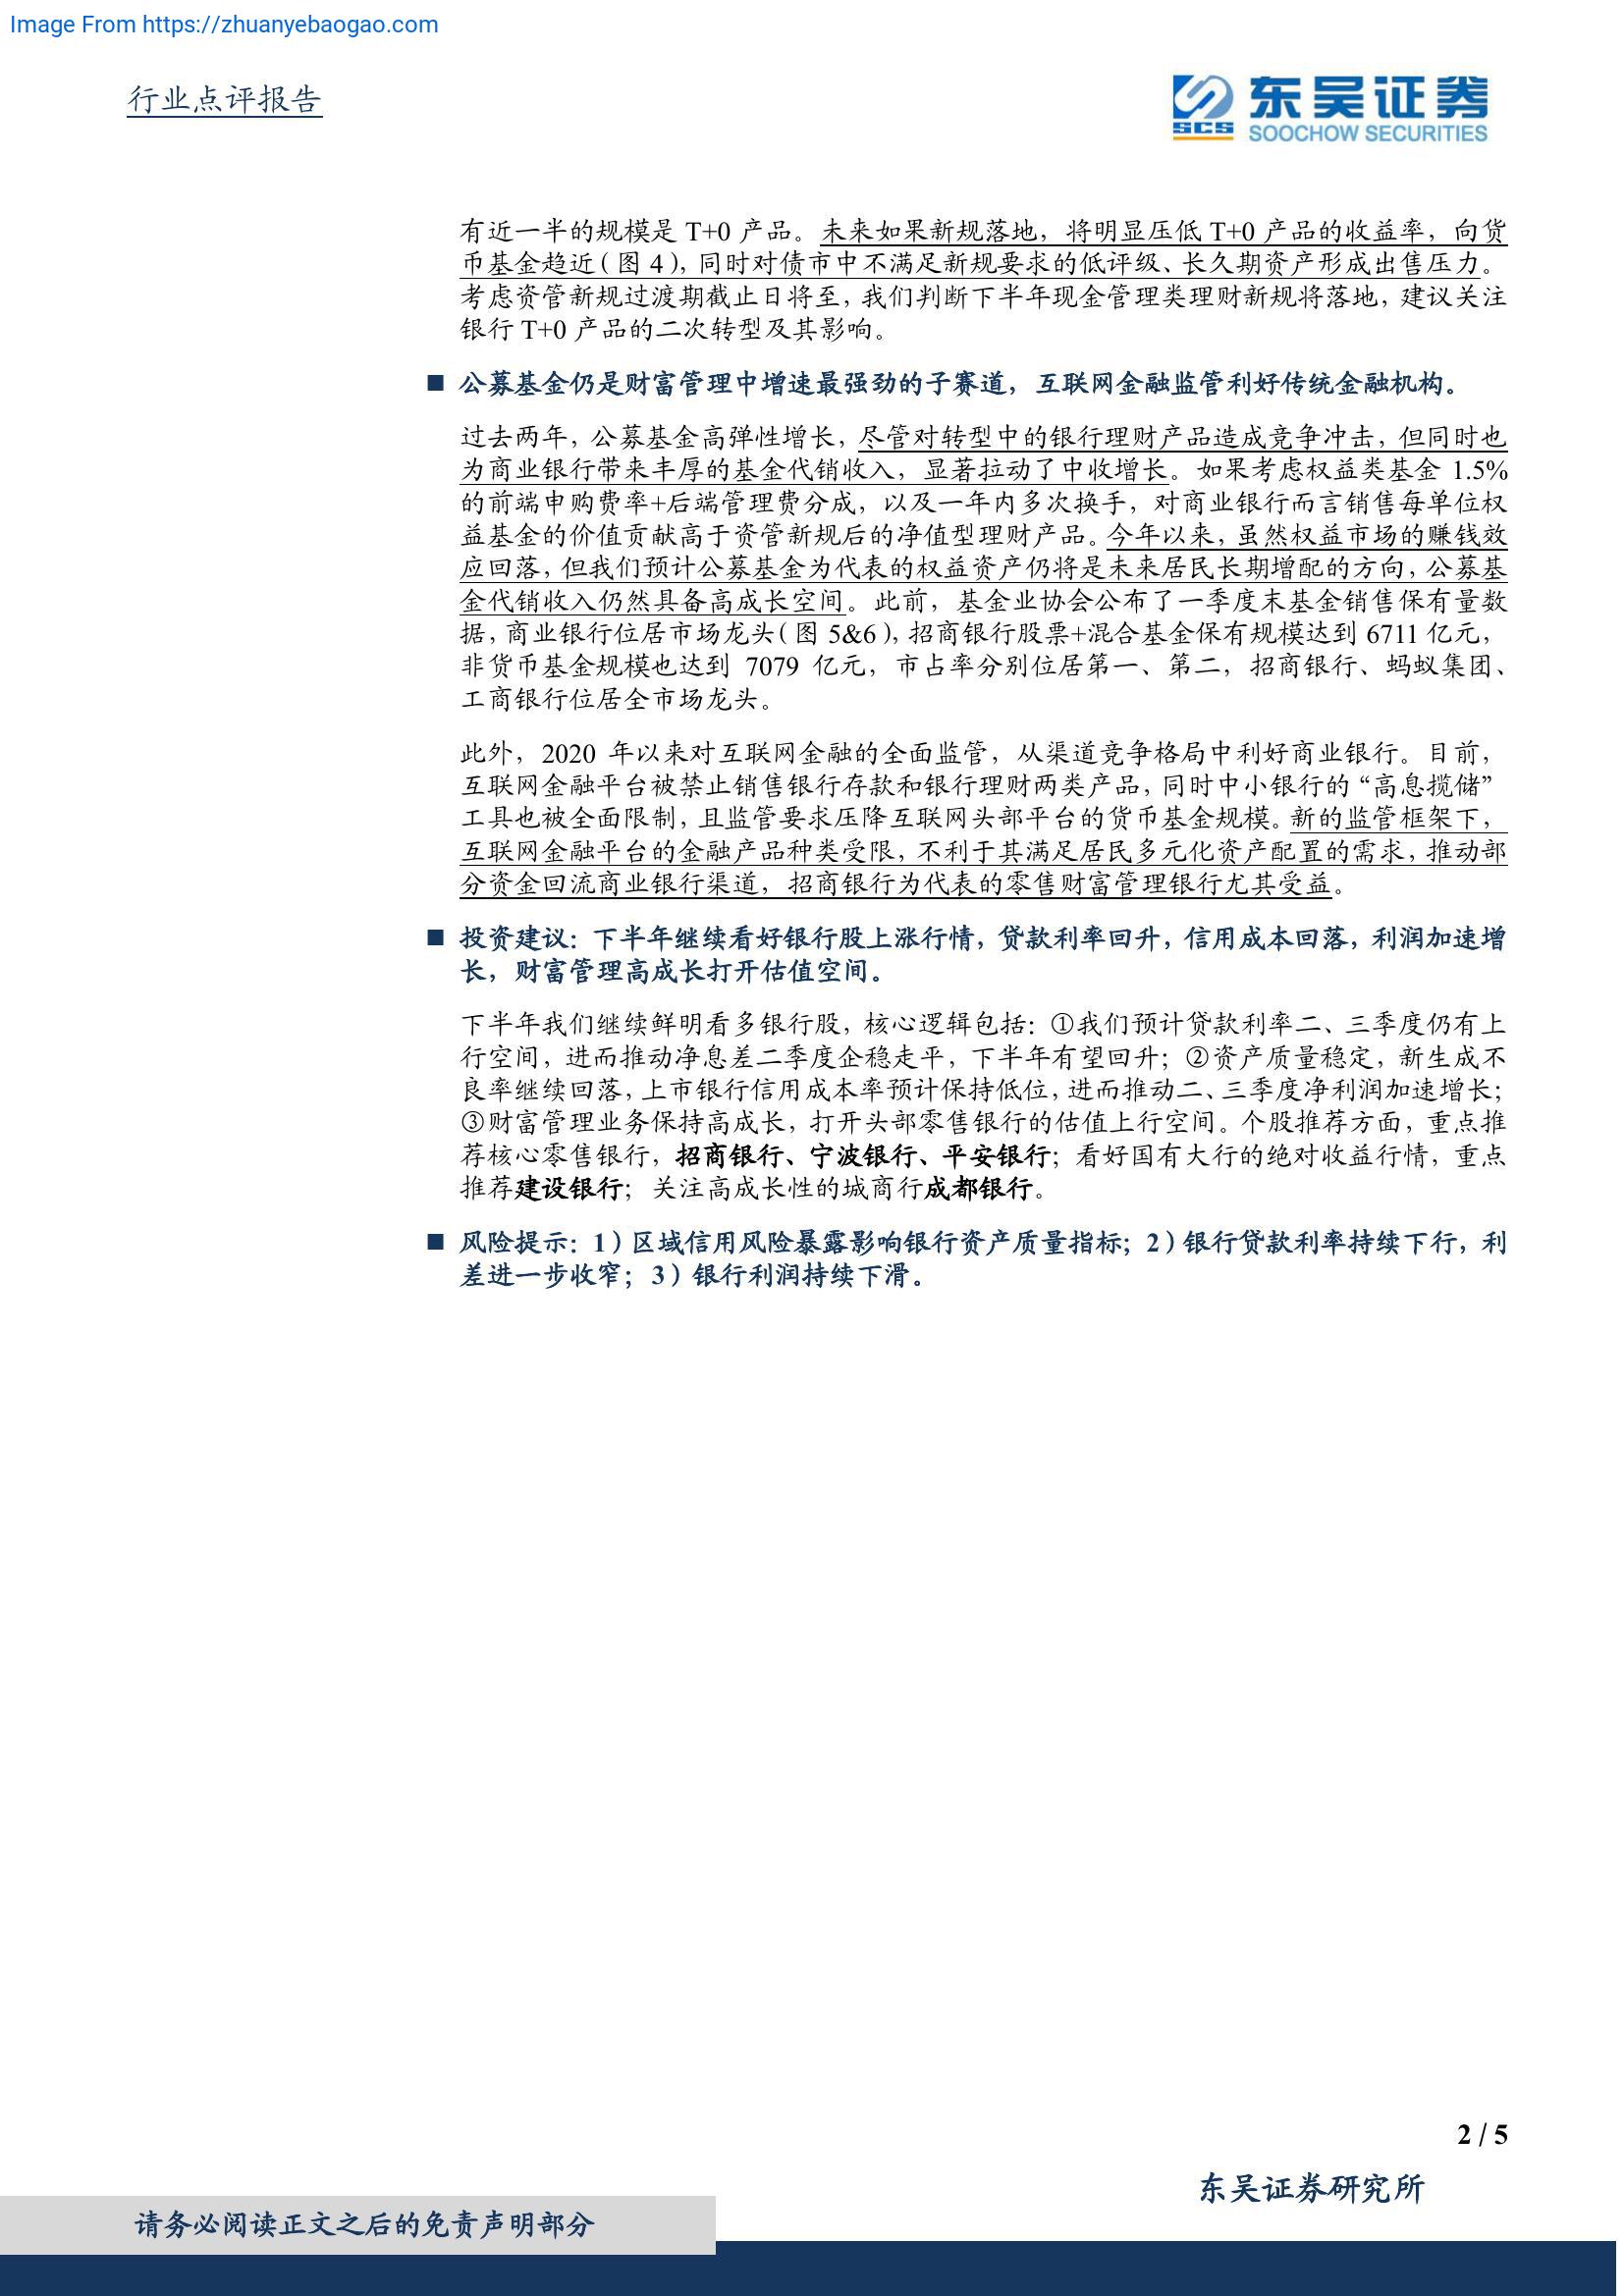 Image From https://zhuanyebaogao.com
行业点评报告
东吴证券
SCS
SOOCHOW SECURITIES
有近一半的规模是 T+0 产品。未来如果新规落地，将明显压低 T+0 产品的收益率，向货
币基金趋近（图 4），同时对债市中不满足新规要求的低评级、长久期资产形成出售压力。
考虑资管新规过渡期截止日将至，我们判断下半年现金管理类理财新规将落地，建议关注
银行 T+0 产品的二次转型及其影响。
■ 公募基金仍是财富管理中增速最强劲的子赛道，互联网金融监管利好传统金融机构。
过去两年，公募基金高弹性增长，尽管对转型中的银行理财产品造成竞争冲击，但同时也
为商业银行带来丰厚的基金代销收入，显著拉动了中收增长。如果考虑权益类基金 1.5%
的前端申购费率+后端管理费分成，以及一年内多次换手，对商业银行而言销售每单位权
益基金的价值贡献高于资管新规后的净值型理财产品。今年以来，虽然权益市场的赚钱效
应回落，但我们预计公募基金为代表的权益资产仍将是未来居民长期增配的方向，公募基
金代销收入仍然具备高成长空间。此前，基金业协会公布了一季度末基金销售保有量数
据，商业银行位居市场龙头（图 5&6），招商银行股票+混合基金保有规模达到 6711 亿元，
非货币基金规模也达到 7079 亿元，市占率分别位居第一、第二，招商银行、蚂蚁集团、
工商银行位居全市场龙头。
此外，2020 年以来对互联网金融的全面监管，从渠道竞争格局中利好商业银行。目前，
互联网金融平台被禁止销售银行存款和银行理财两类产品，同时中小银行的“高息揽储”
工具也被全面限制，且监管要求压降互联网头部平台的货币基金规模。新的监管框架下，
互联网金融平台的金融产品种类受限，不利于其满足居民多元化资产配置的需求，推动部
分资金回流商业银行渠道，招商银行为代表的零售财富管理银行尤其受益。
■ 投资建议：下半年继续看好银行股上涨行情，贷款利率回升，信用成本回落，利润加速增
长，财富管理高成长打开估值空间。
下半年我们继续鲜明看多银行股，核心逻辑包括：①我们预计贷款利率二、三季度仍有上
行空间，进而推动净息差二季度企稳走平，下半年有望回升；②资产质量稳定，新生成不
良率继续回落，上市银行信用成本率预计保持低位，进而推动二、三季度净利润加速增长；
③财富管理业务保持高成长，打开头部零售银行的估值上行空间。个股推荐方面，重点推
荐核心零售银行，招商银行、宁波银行、平安银行；看好国有大行的绝对收益行情，重点
推荐建设银行；关注高成长性的城商行成都银行。
■ 风险提示：1）区域信用风险暴露影响银行资产质量指标；2）银行贷款利率持续下行，利
差进一步收窄；3）银行利润持续下滑。
2 / 5
东吴证券研究所
请务必阅读正文之后的免责声明部分